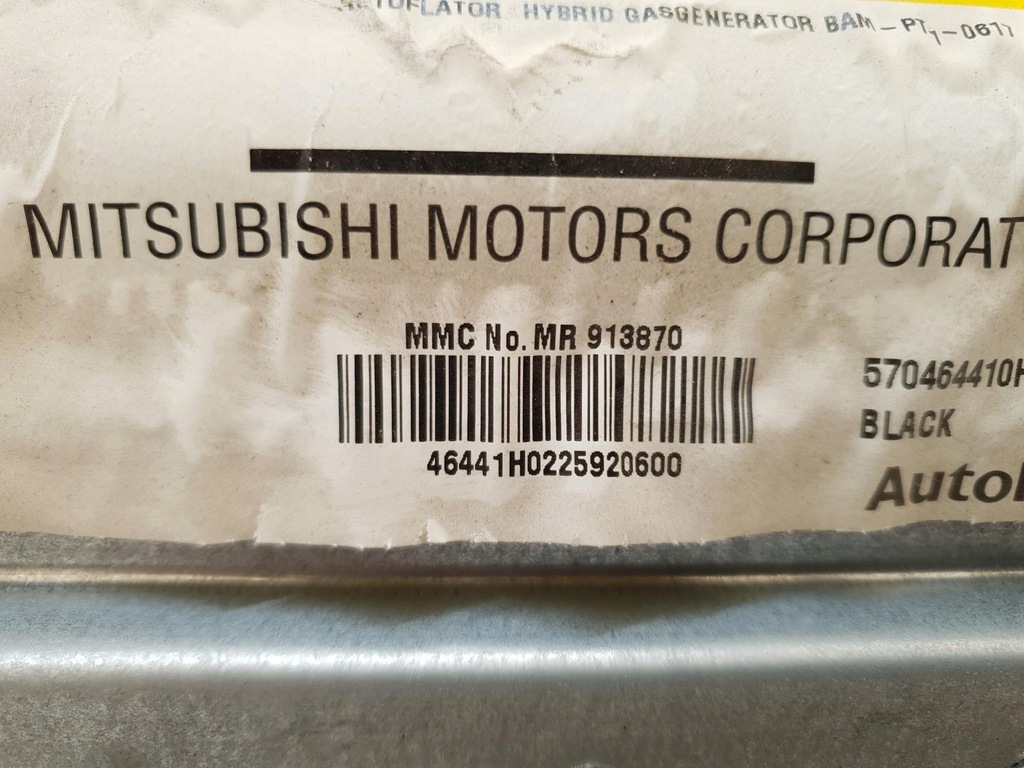 HYBRID GASGENERATOR BAM-PT1-0617
MITSUBISHI MOTORS CORPORAT
MMC No. MR 913870
570464410H
BLACK
46441H0225920600
Autol